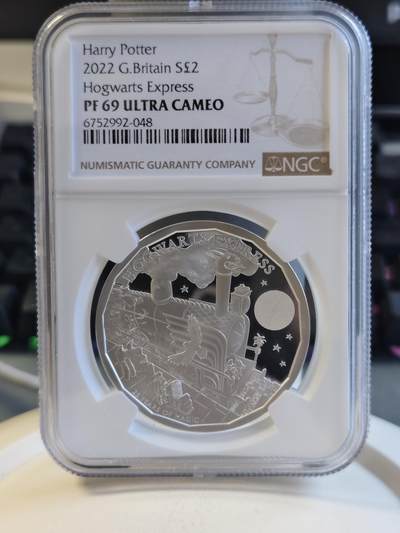 Harry Potter
2022 G.Britain S£2
Hogwarts Express
PF 69 ULTRA CAMEO
6752992-048
NUMISMATIC GUARANTY COMPANY
NGC
HOGWARTS EXPRESS